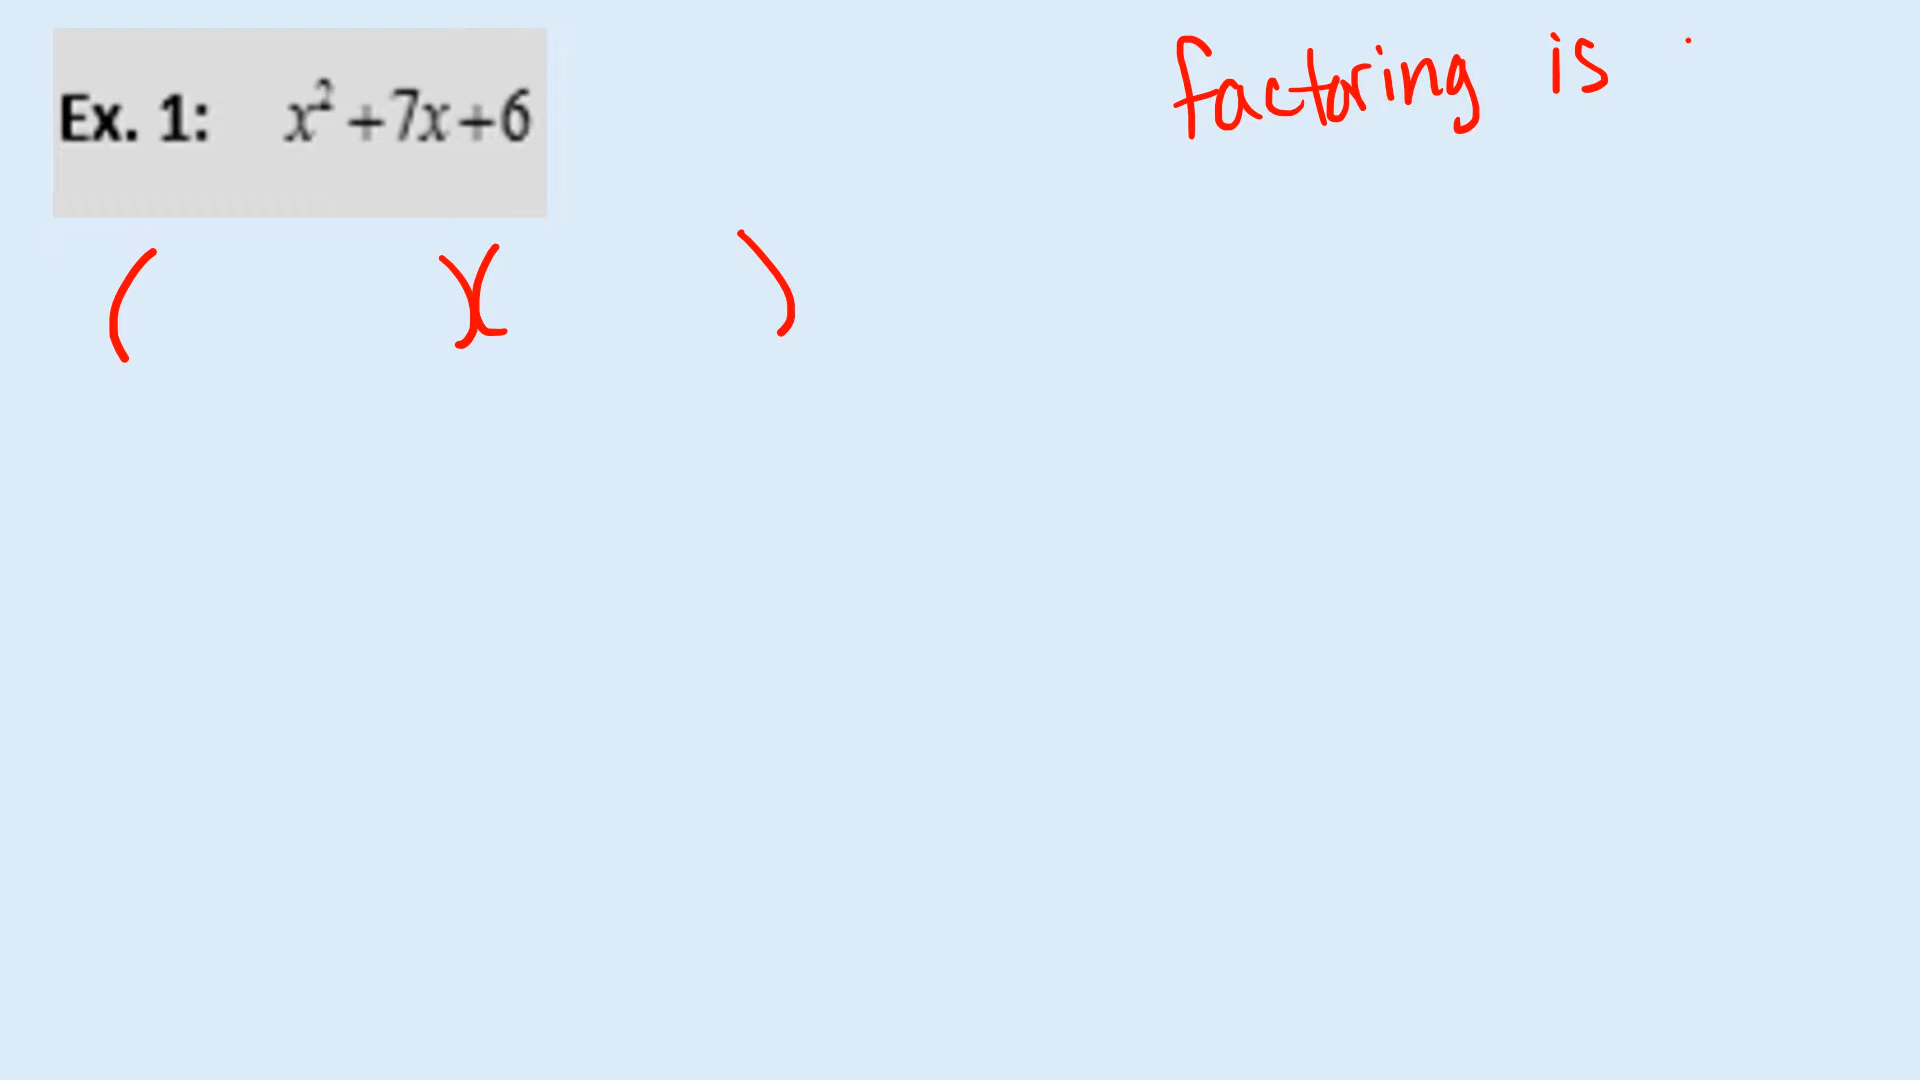 factoring is
Ex. 1: x² + 7x + 6
(          )(          )